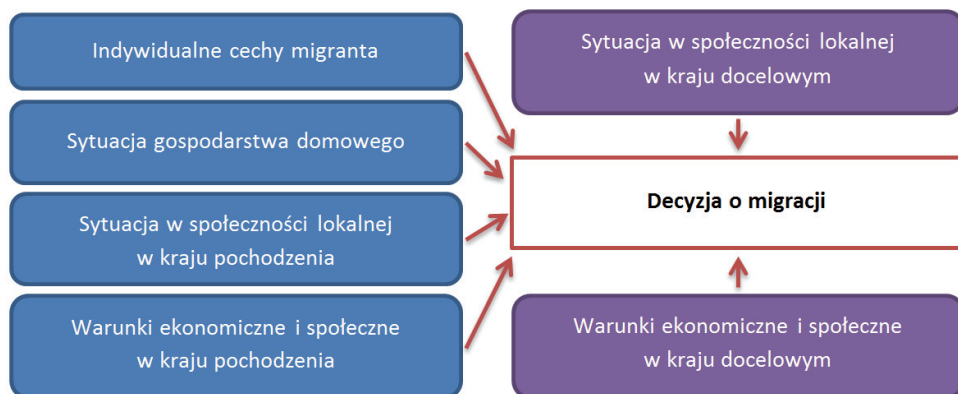 Indywidualne cechy migranta
Sytuacja gospodarstwa domowego
Sytuacja w społeczności lokalnej
w kraju pochodzenia
Warunki ekonomiczne i społeczne
w kraju pochodzenia
Sytuacja w społeczności lokalnej
w kraju docelowym
Decyzja o migracji
Warunki ekonomiczne i społeczne
w kraju docelowym